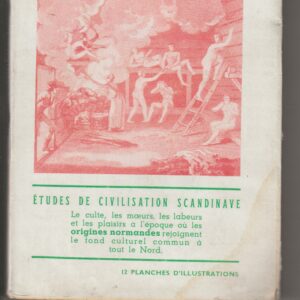 ÉTUDES DE CIVILISATION SCANDINAVE
Le culte, les mœurs, les labeurs
et les plaisirs a l'époque où les
origines normandes rejoignent
le fond culturel commun à
tout le Nord.
12 PLANCHES D'ILLUSTRATIONS